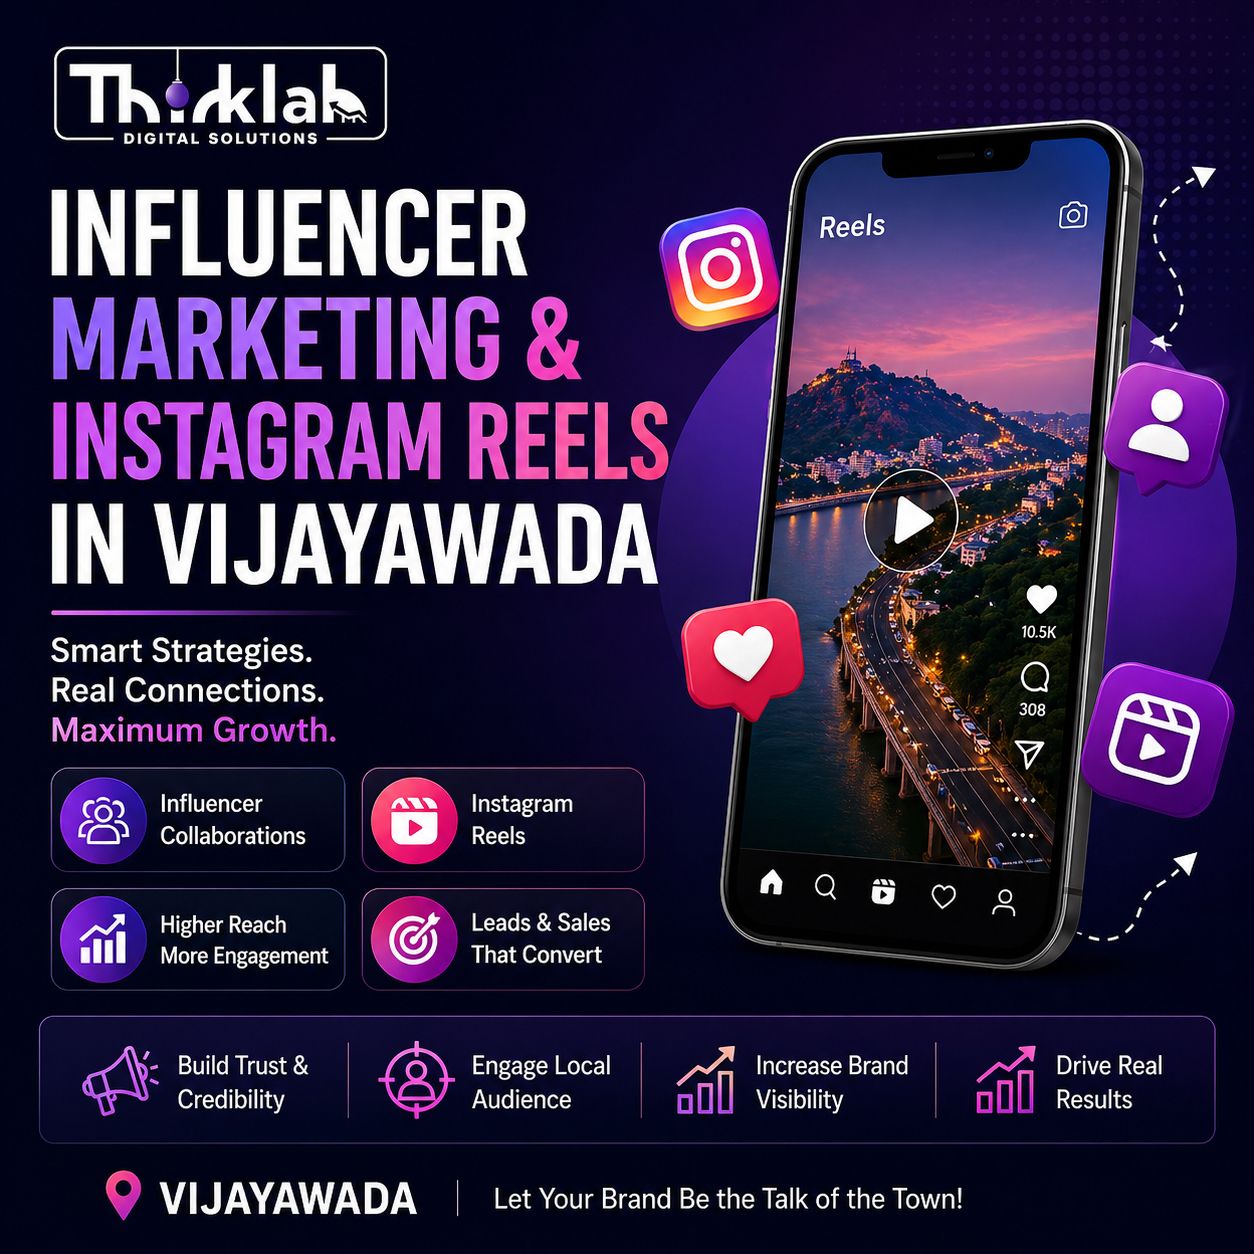 Thinklab
DIGITAL SOLUTIONS
INFLUENCER
MARKETING &
INSTAGRAM REELS
IN VIJAYAWADA
Smart Strategies.
Real Connections.
Maximum Growth.
Influencer
Collaborations
Instagram
Reels
Higher Reach
More Engagement
Leads & Sales
That Convert
Reels
10.5K
308
Build Trust &
Credibility
Engage Local
Audience
Increase Brand
Visibility
Drive Real
Results
VIJAYAWADA
Let Your Brand Be the Talk of the Town!